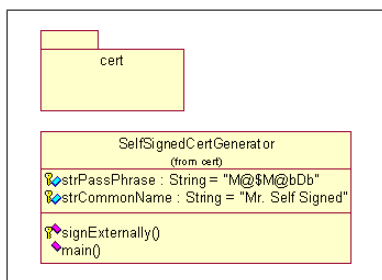 cert
SelfSignedCertGenerator
(from cert)
strPassPhrase : String = "M@$M@bDb"
strCommonName : String = "Mr. Self Signed"
signExternally()
main()